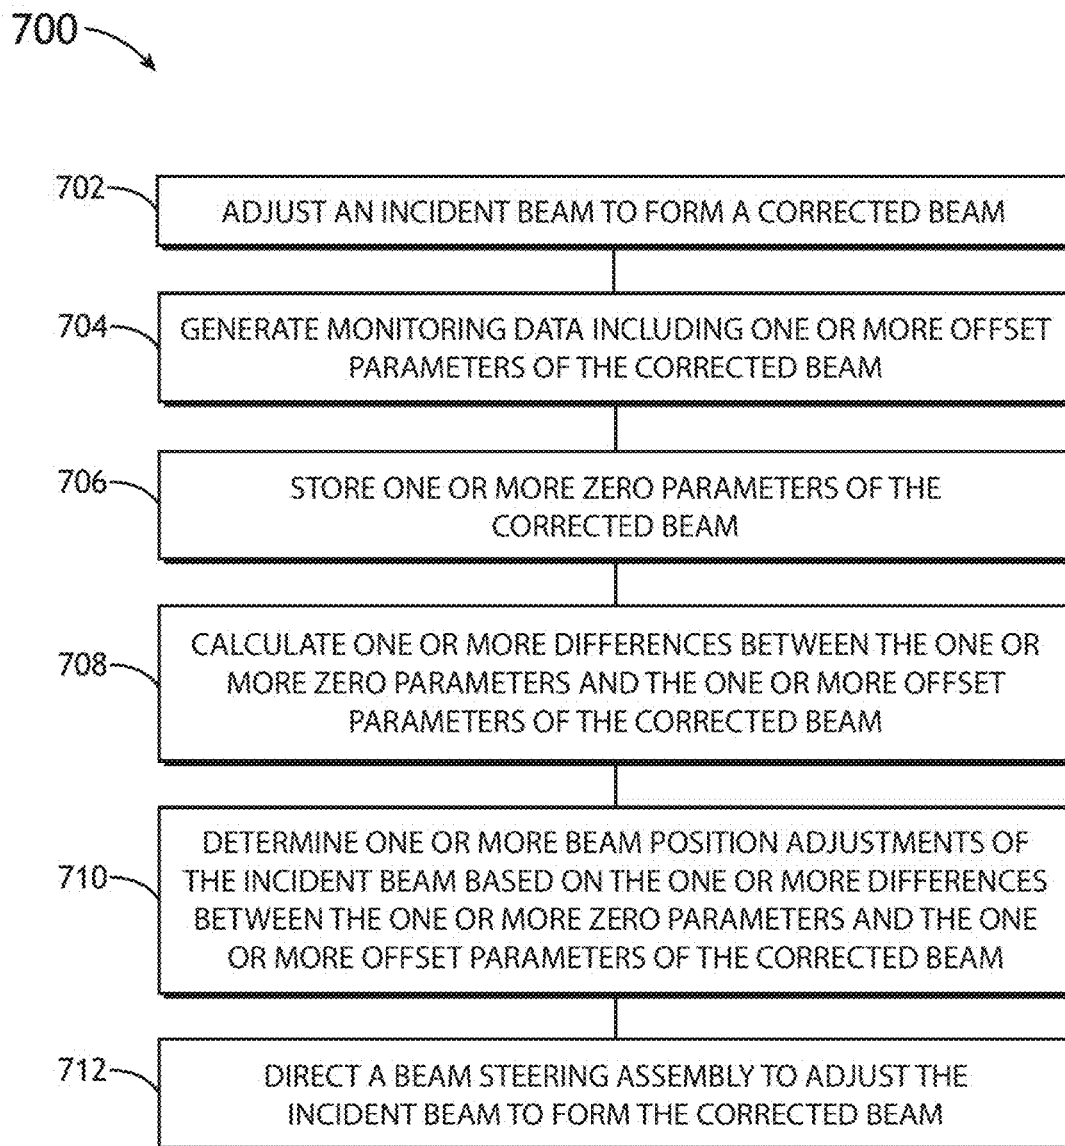 700
702
ADJUST AN INCIDENT BEAM TO FORM A CORRECTED BEAM
704
GENERATE MONITORING DATA INCLUDING ONE OR MORE OFFSET
PARAMETERS OF THE CORRECTED BEAM
706
STORE ONE OR MORE ZERO PARAMETERS OF THE
CORRECTED BEAM
708
CALCULATE ONE OR MORE DIFFERENCES BETWEEN THE ONE OR
MORE ZERO PARAMETERS AND THE ONE OR MORE OFFSET
PARAMETERS OF THE CORRECTED BEAM
710
DETERMINE ONE OR MORE BEAM POSITION ADJUSTMENTS OF
THE INCIDENT BEAM BASED ON THE ONE OR MORE DIFFERENCES
BETWEEN THE ONE OR MORE ZERO PARAMETERS AND THE ONE
OR MORE OFFSET PARAMETERS OF THE CORRECTED BEAM
712
DIRECT A BEAM STEERING ASSEMBLY TO ADJUST THE
INCIDENT BEAM TO FORM THE CORRECTED BEAM